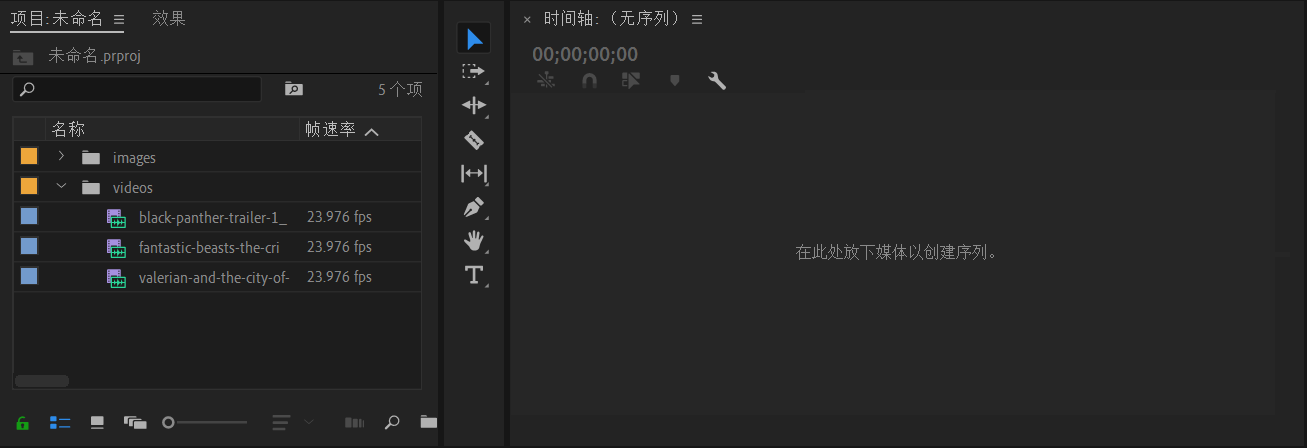 项目:未命名 效果
未命名.prproj
5 个项
名称 帧速率
images
videos
black-panther-trailer-1_ 23.976 fps
fantastic-beasts-the-cri 23.976 fps
valerian-and-the-city-of- 23.976 fps
T
× 时间轴:（无序列）
00;00;00;00
在此处放下媒体以创建序列。